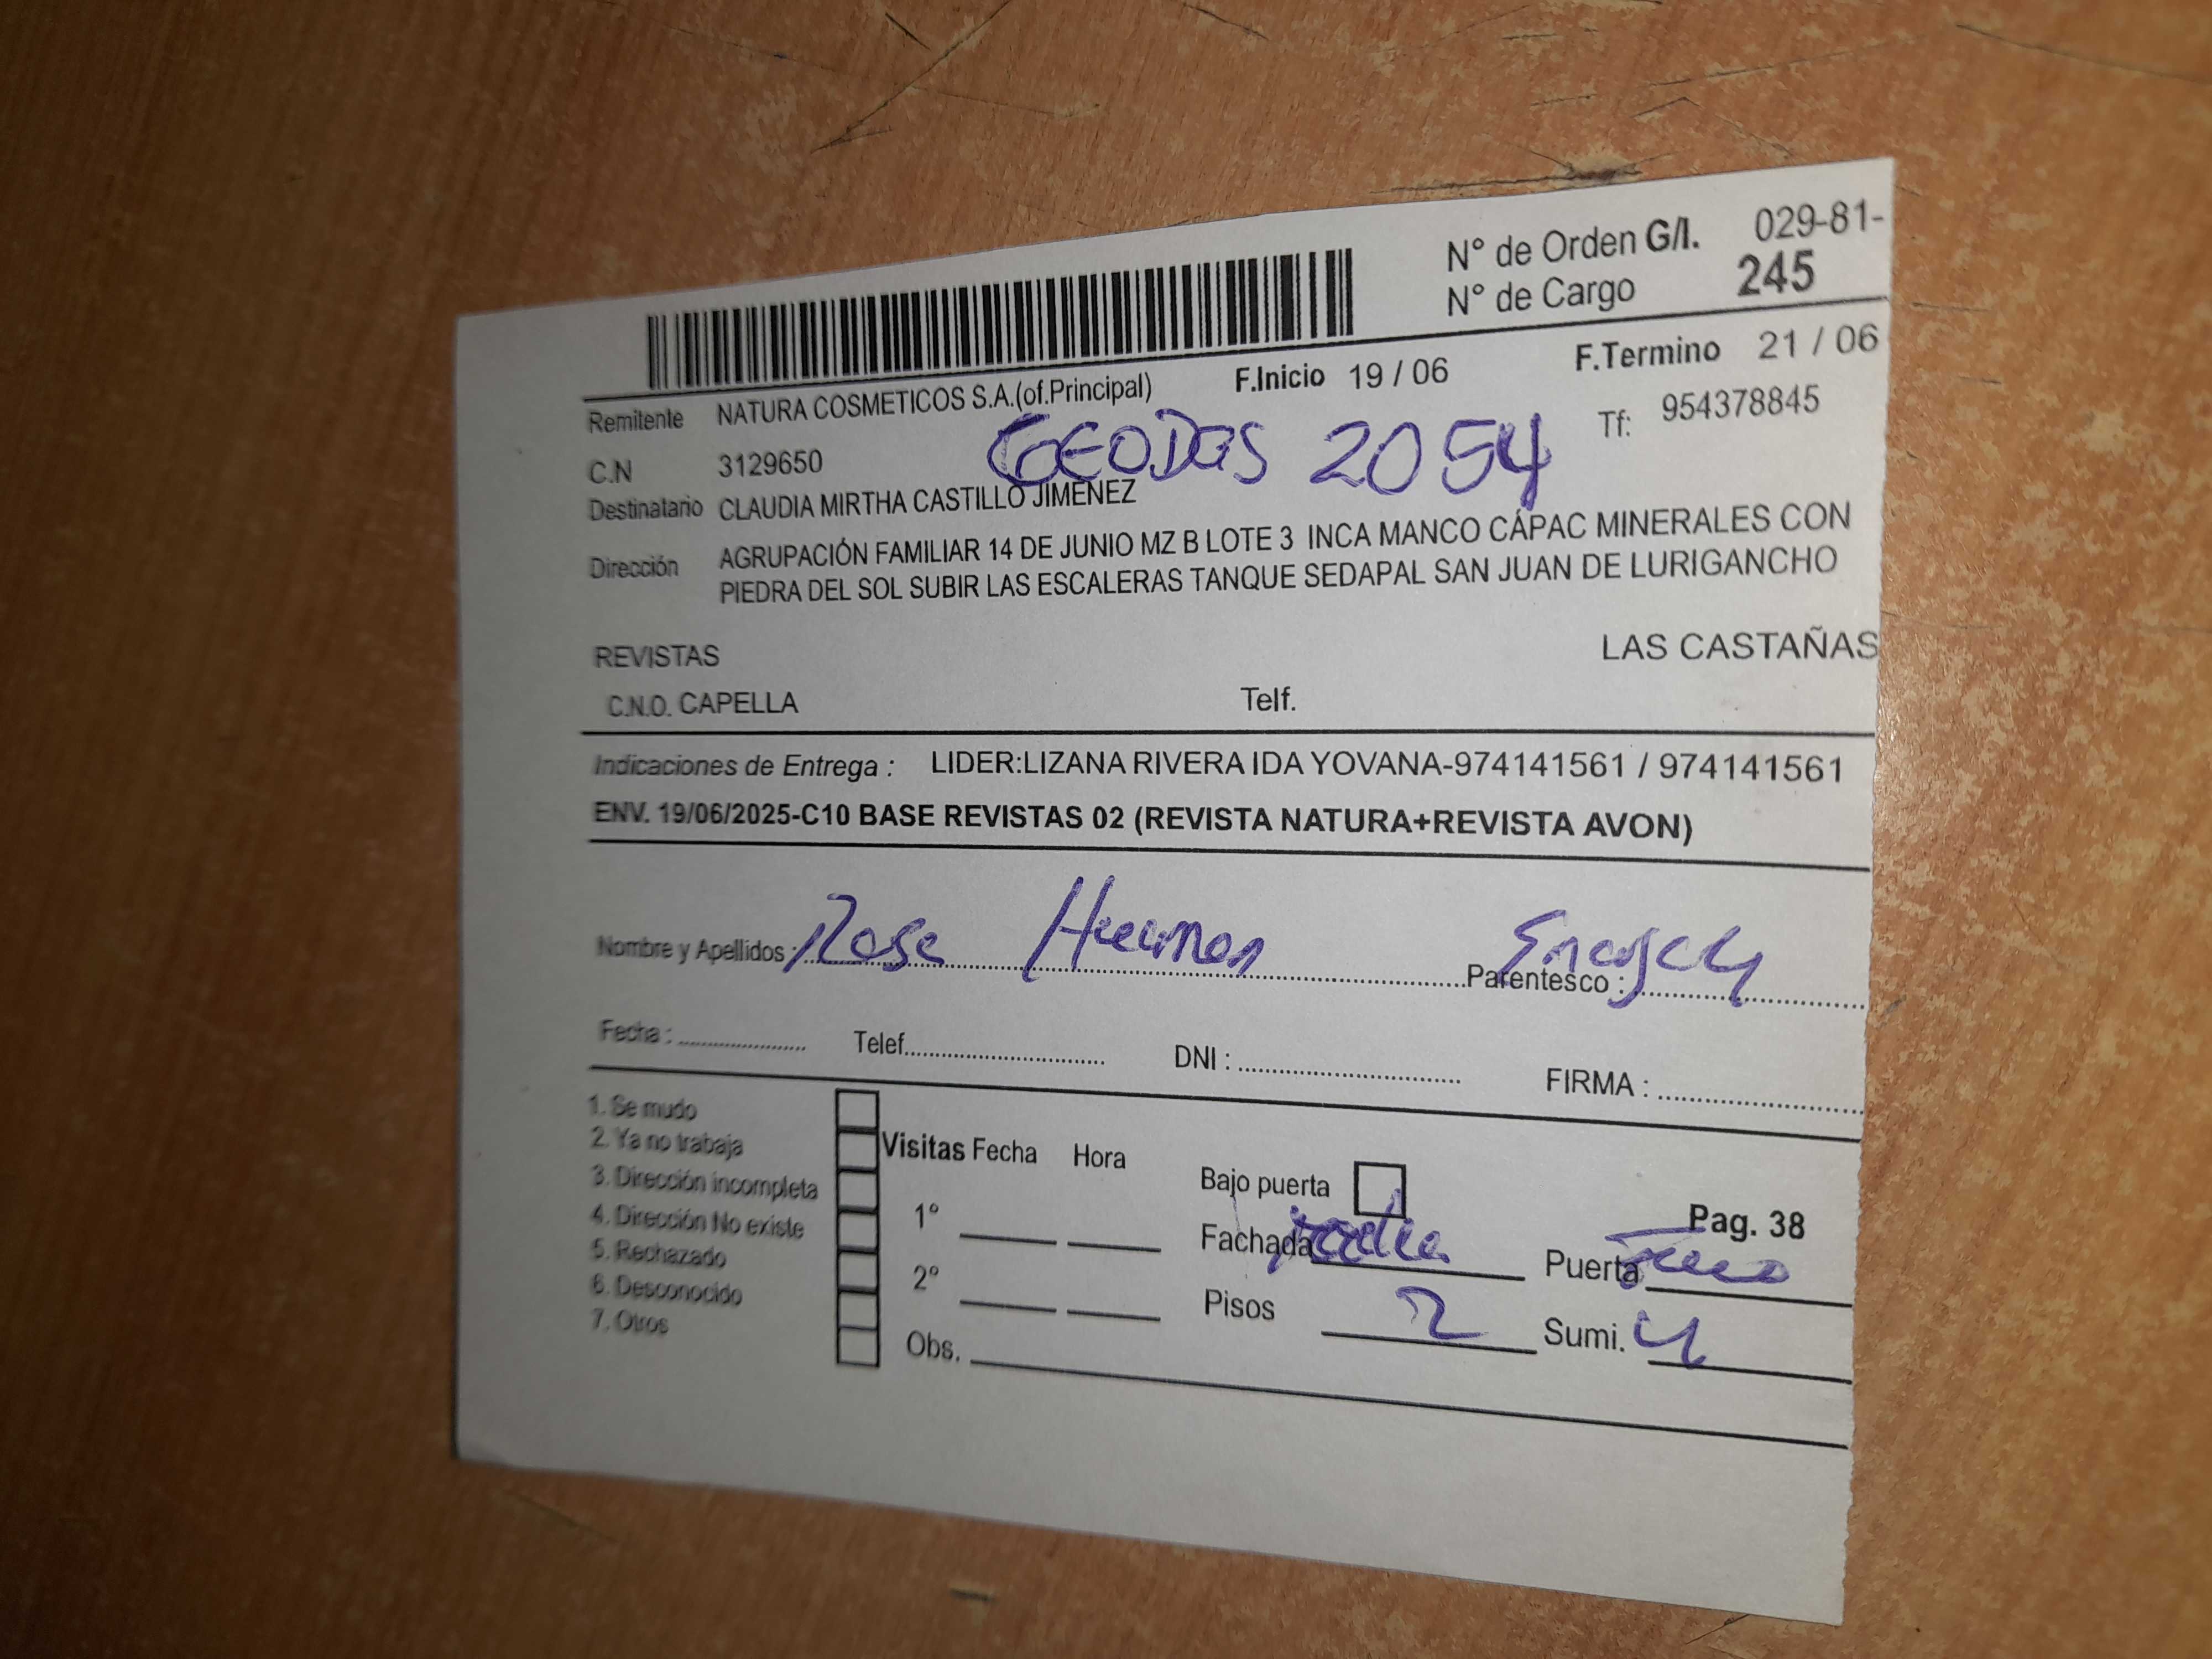 N° de Orden G/I. 029-81-
N° de Cargo 245
F.Inicio 19 / 06 F.Termino 21 / 06
Remitente NATURA COSMETICOS S.A.(of.Principal)
Tf: 954378845
C.N 3129650
GEODAS 2054
Destinatario CLAUDIA MIRTHA CASTILLO JIMENEZ
Dirección AGRUPACIÓN FAMILIAR 14 DE JUNIO MZ B LOTE 3 INCA MANCO CÁPAC MINERALES CON
PIEDRA DEL SOL SUBIR LAS ESCALERAS TANQUE SEDAPAL SAN JUAN DE LURIGANCHO
REVISTAS LAS CASTAÑAS
C.N.O. CAPELLA Telf.
Indicaciones de Entrega : LIDER:LIZANA RIVERA IDA YOVANA-974141561 / 974141561
ENV. 19/06/2025-C10 BASE REVISTAS 02 (REVISTA NATURA+REVISTA AVON)
Nombre y Apellidos : Rosa Huaman Parentesco :
Fecha : Telef. DNI : FIRMA :
1. Se mudo
2. Ya no trabaja
3. Dirección incompleta
4. Dirección No existe
5. Rechazado
6. Desconocido
7. Otros
Visitas Fecha Hora
1°
2°
Obs.
Bajo puerta
Pag. 38
Fachada Puerta
Pisos 2 Sumi. 4